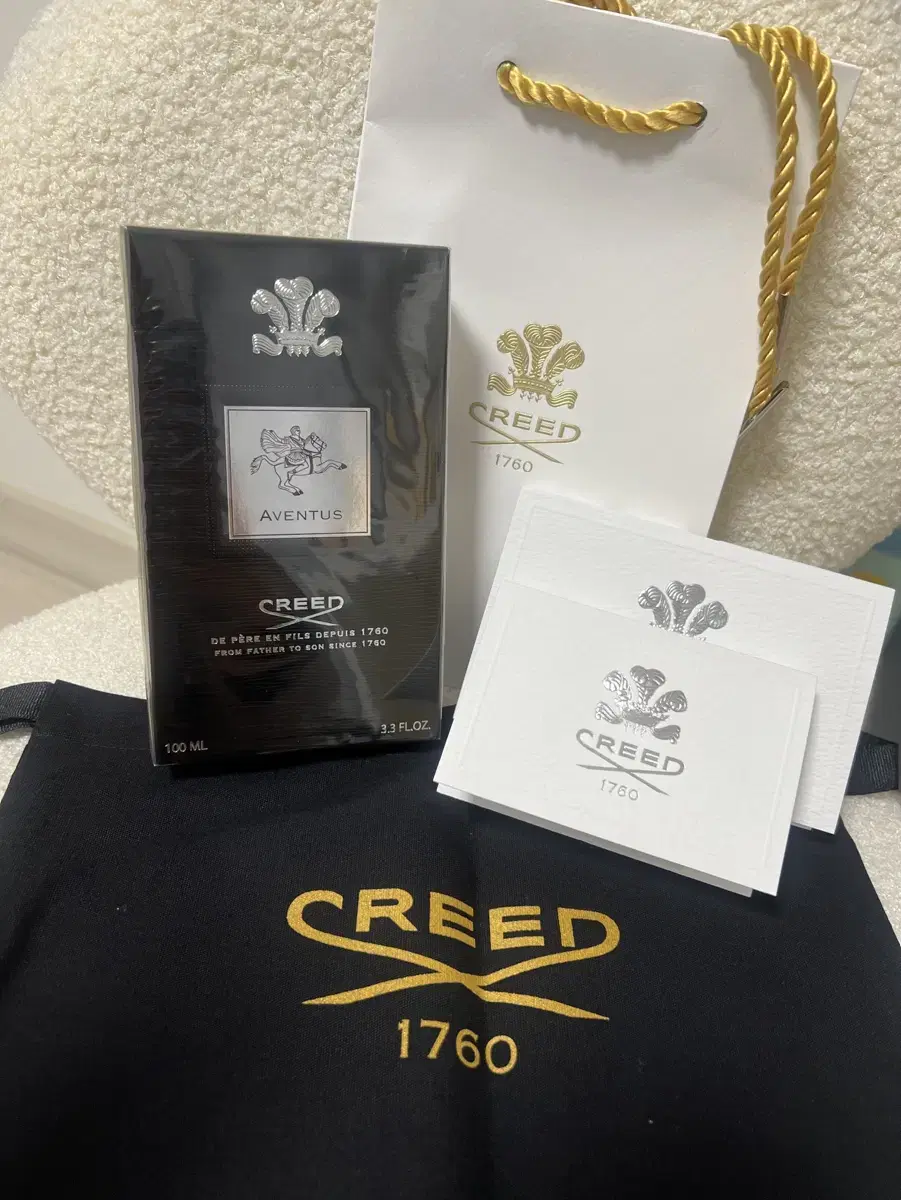 AVENTUS
CREED
DE PÈRE EN FILS DEPUIS 1760
FROM FATHER TO SON SINCE 1760
100 ML
3.3 FL.OZ.
CREED
1760
CREED
1760
CREED
1760